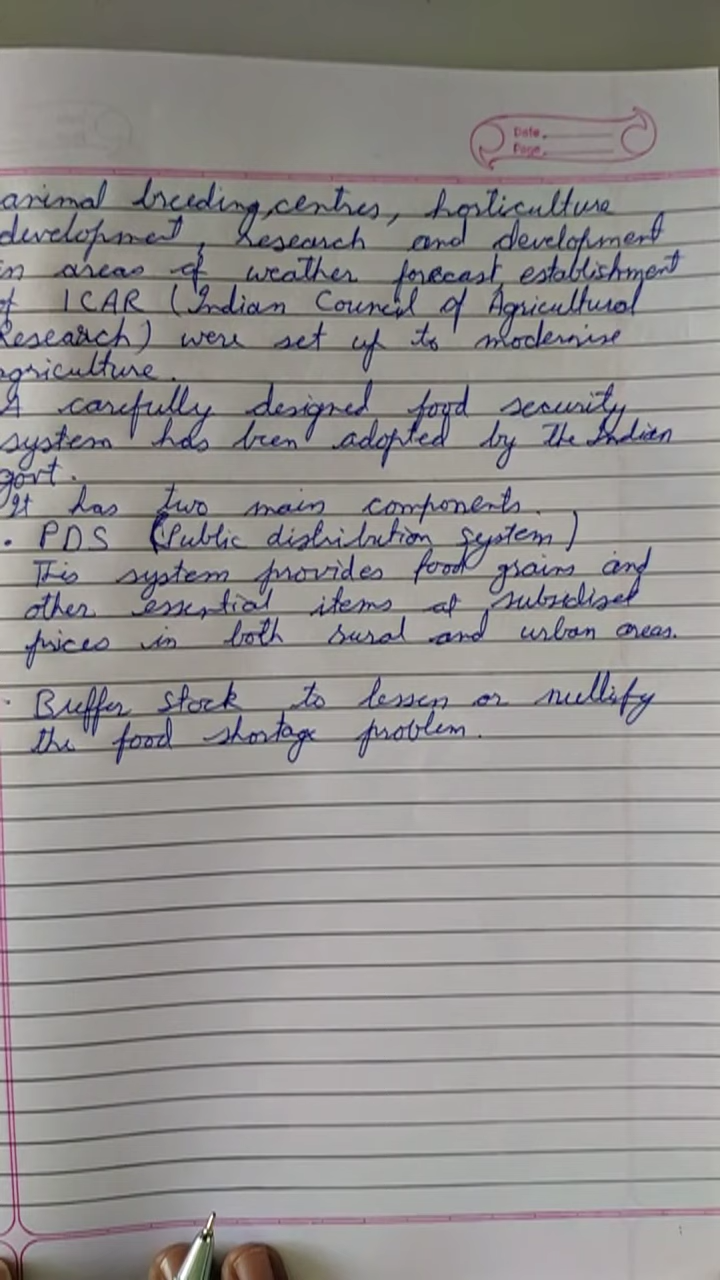 Date.
Page.
animal breeding, centres, horticulture
development, research and development
in areas of weather forecast, establishment
of ICAR (Indian Council of Agricultural
Research) were set up to modernise
agriculture.
A carefully designed food security
system has been adopted by the Indian
govt.
It has two main components.
• PDS (Public distribution system)
This system provides food grains and
other essential items at subsidised
prices in both rural and urban areas.
• Buffer stock to lessen or nullify
the food shortage problem.